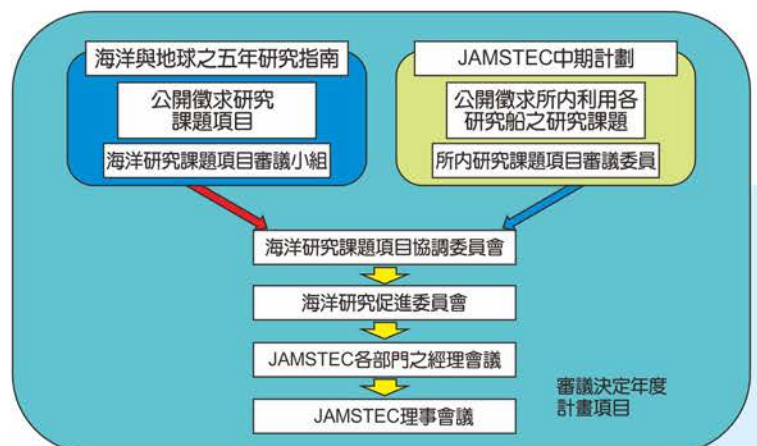 海洋與地球之五年研究指南
公開徵求研究
課題項目
海洋研究課題項目審議小組
JAMSTEC中期計劃
公開徵求所内利用各
研究船之研究課題
所内研究課題項目審議委員
海洋研究課題項目協調委員會
海洋研究促進委員會
JAMSTEC各部門之經理會議
JAMSTEC理事會議
審議決定年度
計畫項目